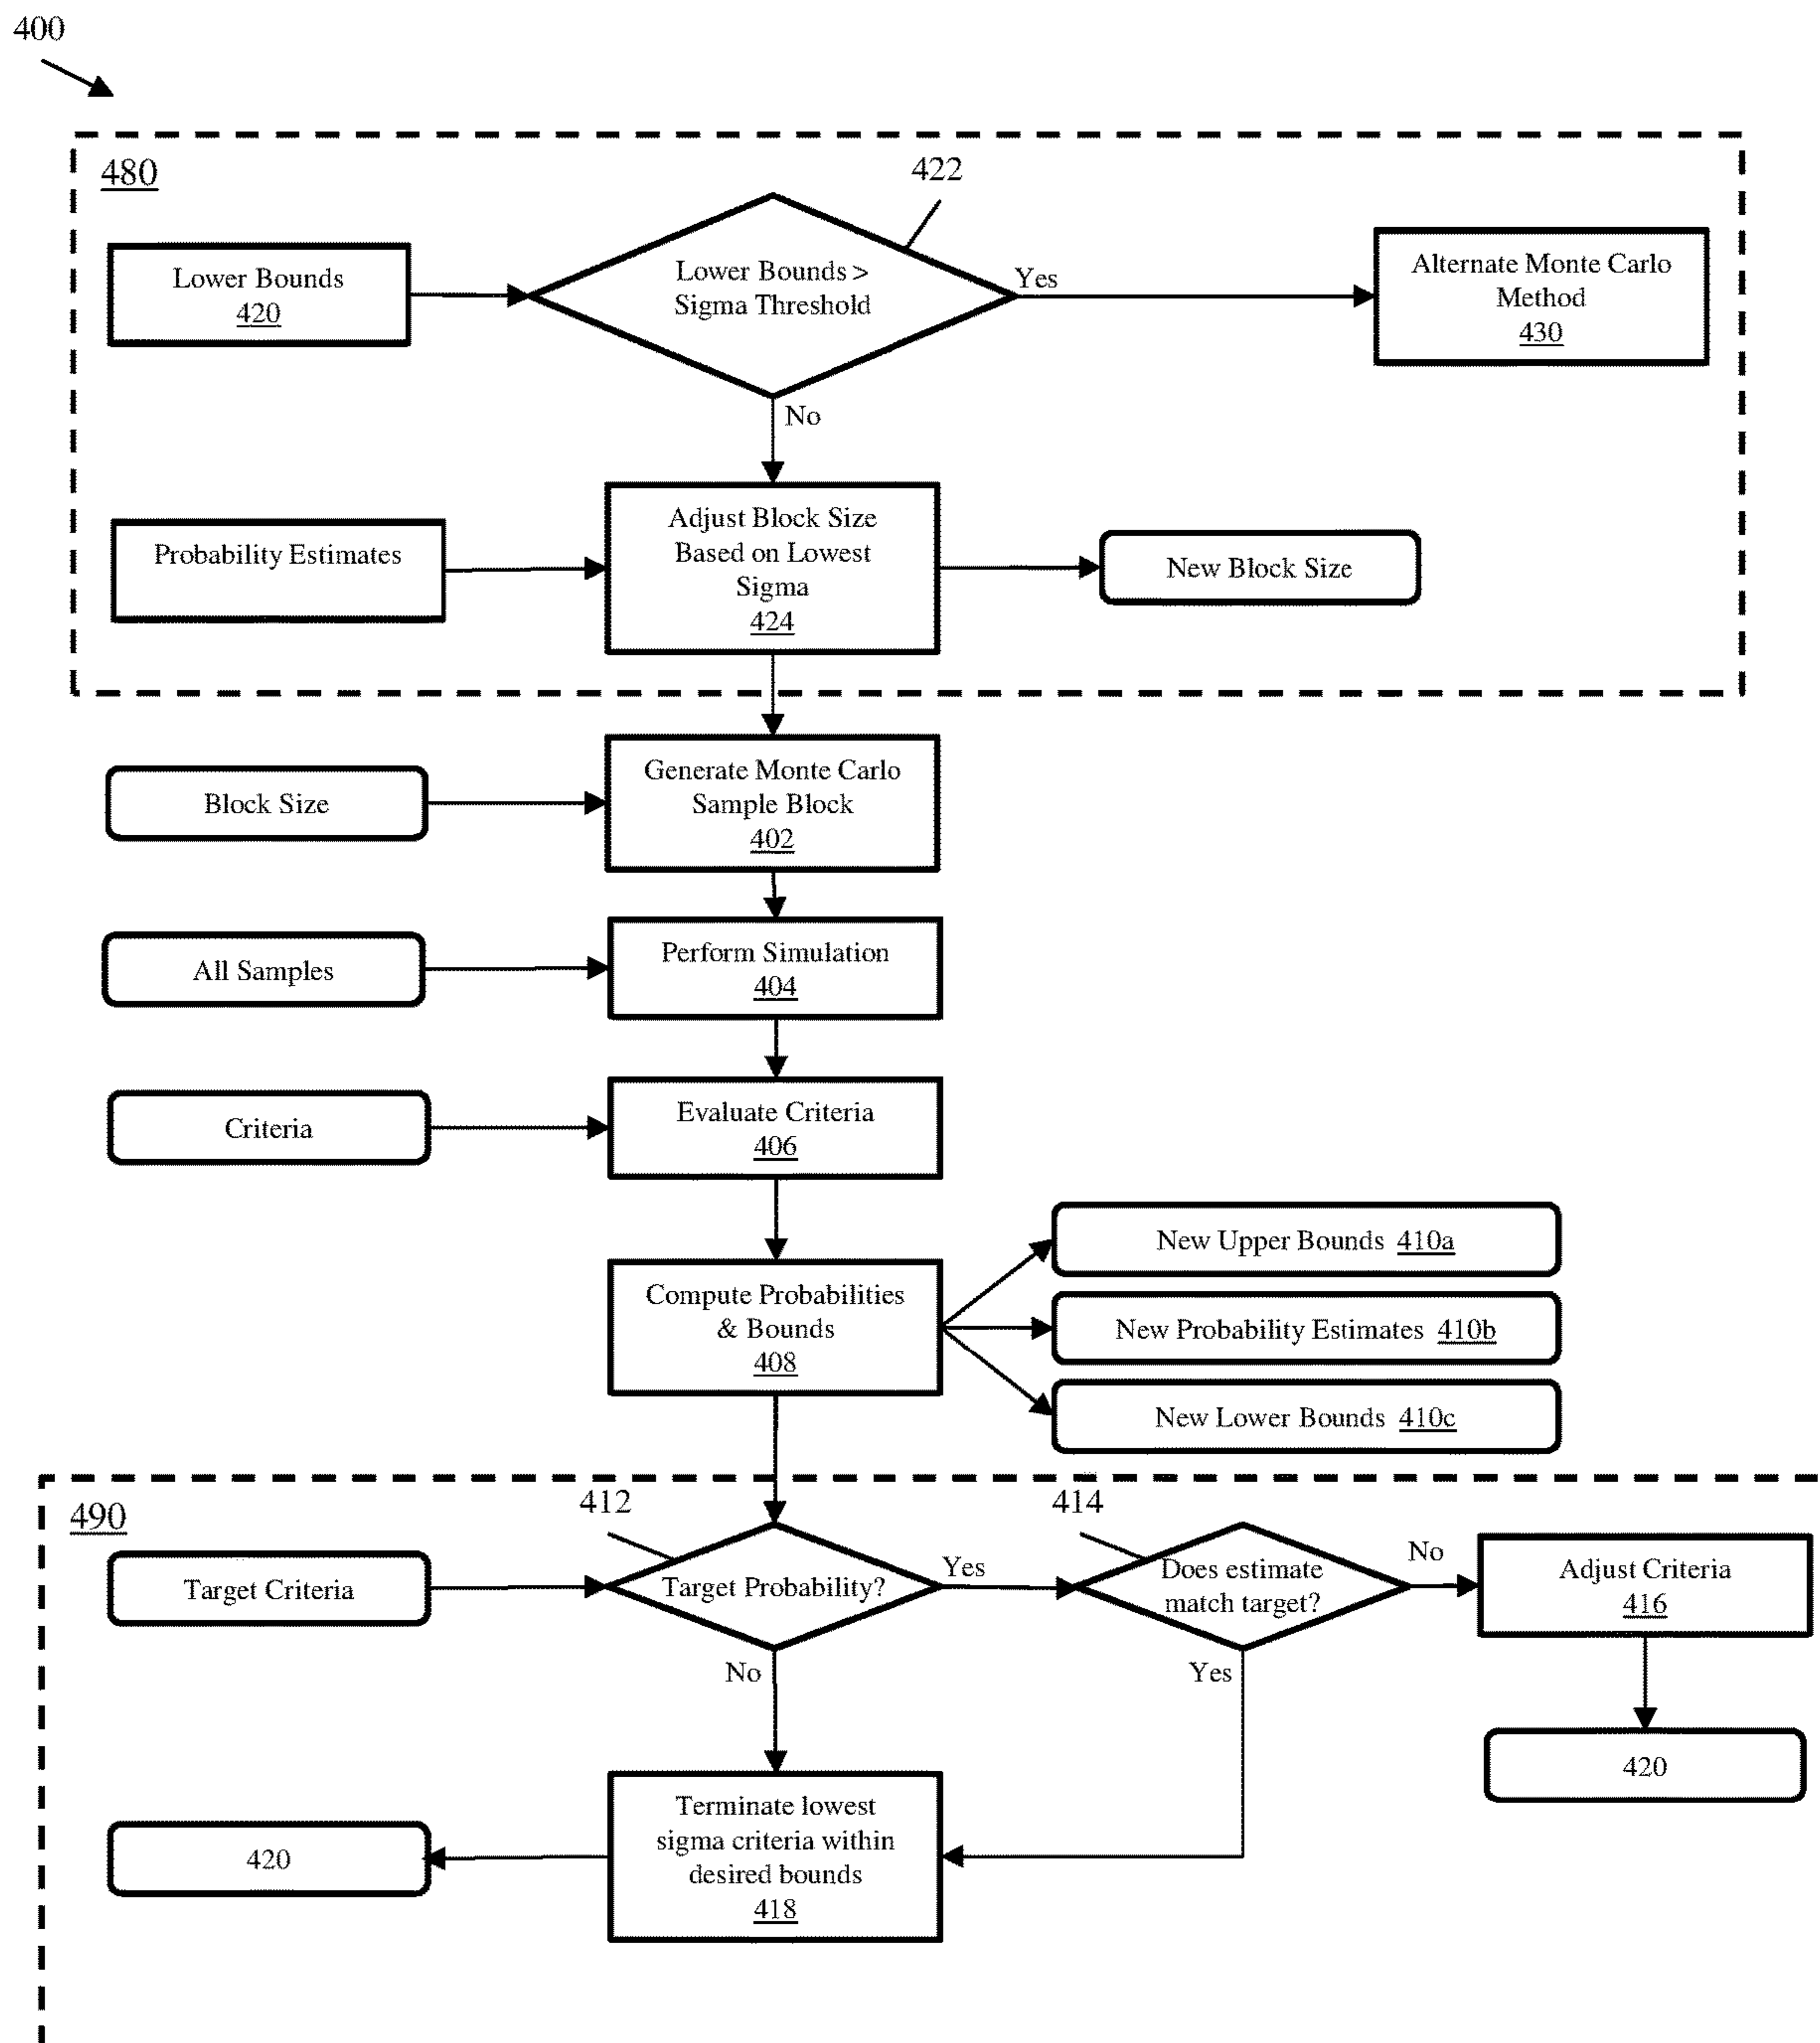 400
480
422
Lower Bounds
420
Lower Bounds >
Sigma Threshold
Yes
Alternate Monte Carlo
Method
430
No
Probability Estimates
Adjust Block Size
Based on Lowest
Sigma
424
New Block Size
Block Size
Generate Monte Carlo
Sample Block
402
All Samples
Perform Simulation
404
Criteria
Evaluate Criteria
406
Compute Probabilities
& Bounds
408
New Upper Bounds 410a
New Probability Estimates 410b
New Lower Bounds 410c
490
412
414
Target Criteria
Target Probability?
Yes
Does estimate
match target?
No
Adjust Criteria
416
No
Yes
420
Terminate lowest
sigma criteria within
desired bounds
418
420